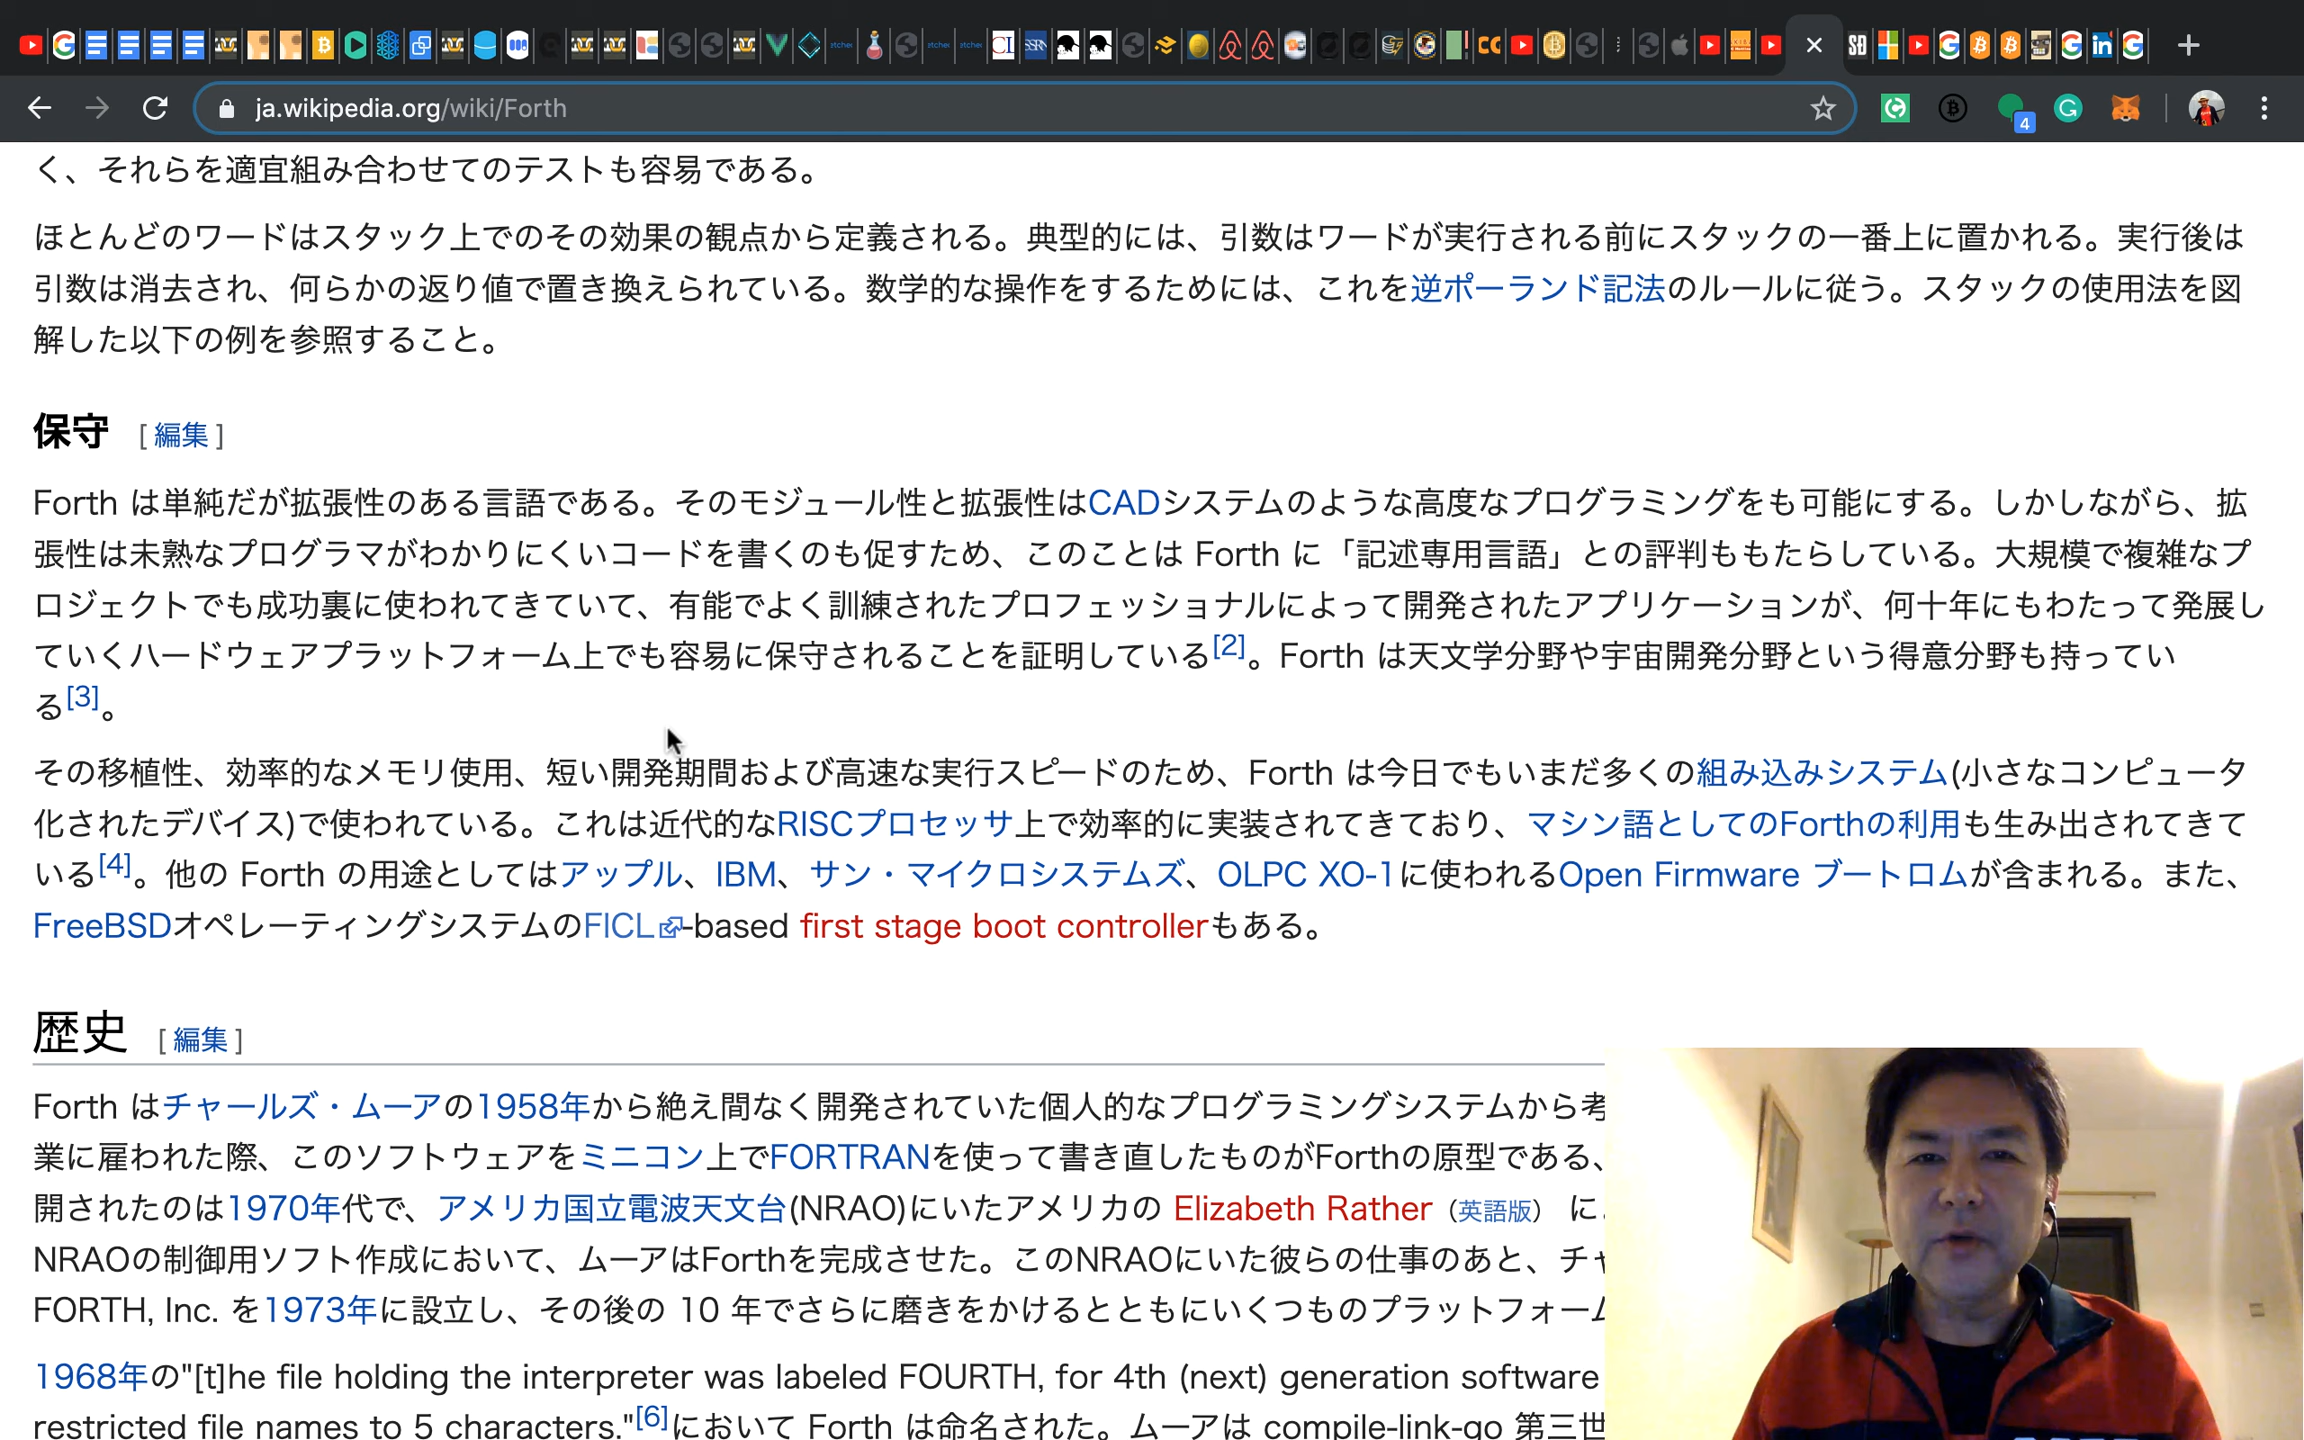 ja.wikipedia.org/wiki/Forth
4
く、それらを適宜組み合わせてのテストも容易である。
ほとんどのワードはスタック上でのその効果の観点から定義される。典型的には、引数はワードが実行される前にスタックの一番上に置かれる。実行後は
引数は消去され、何らかの返り値で置き換えられている。数学的な操作をするためには、これを逆ポーランド記法のルールに従う。スタックの使用法を図
解した以下の例を参照すること。
保守 [編集]
Forth は単純だが拡張性のある言語である。そのモジュール性と拡張性はCADシステムのような高度なプログラミングをも可能にする。しかしながら、拡
張性は未熟なプログラマがわかりにくいコードを書くのも促すため、このことは Forth に「記述専用言語」との評判ももたらしている。大規模で複雑なプ
ロジェクトでも成功裏に使われてきていて、有能でよく訓練されたプロフェッショナルによって開発されたアプリケーションが、何十年にもわたって発展し
ていくハードウェアプラットフォーム上でも容易に保守されることを証明している[2]。Forth は天文学分野や宇宙開発分野という得意分野も持ってい
る[3]。
その移植性、効率的なメモリ使用、短い開発期間および高速な実行スピードのため、Forth は今日でもいまだ多くの組み込みシステム(小さなコンピュータ
化されたデバイス)で使われている。これは近代的なRISCプロセッサ上で効率的に実装されてきており、マシン語としてのForthの利用も生み出されてきて
いる[4]。他の Forth の用途としてはアップル、IBM、サン・マイクロシステムズ、OLPC XO-1に使われるOpen Firmware ブートロムが含まれる。また、
FreeBSDオペレーティングシステムのFICL-based first stage boot controllerもある。
歴史 [編集]
Forth はチャールズ・ムーアの1958年から絶え間なく開発されていた個人的なプログラミングシステムから考
業に雇われた際、このソフトウェアをミニコン上でFORTRANを使って書き直したものがForthの原型である、
開されたのは1970年代で、アメリカ国立電波天文台(NRAO)にいたアメリカの Elizabeth Rather（英語版） に
NRAOの制御用ソフト作成において、ムーアはForthを完成させた。このNRAOにいた彼らの仕事のあと、チャ
FORTH, Inc. を1973年に設立し、その後の 10 年でさらに磨きをかけるとともにいくつものプラットフォーム
1968年の"[t]he file holding the interpreter was labeled FOURTH, for 4th (next) generation software
restricted file names to 5 characters."[6]において Forth は命名された。ムーアは compile-link-go 第三世